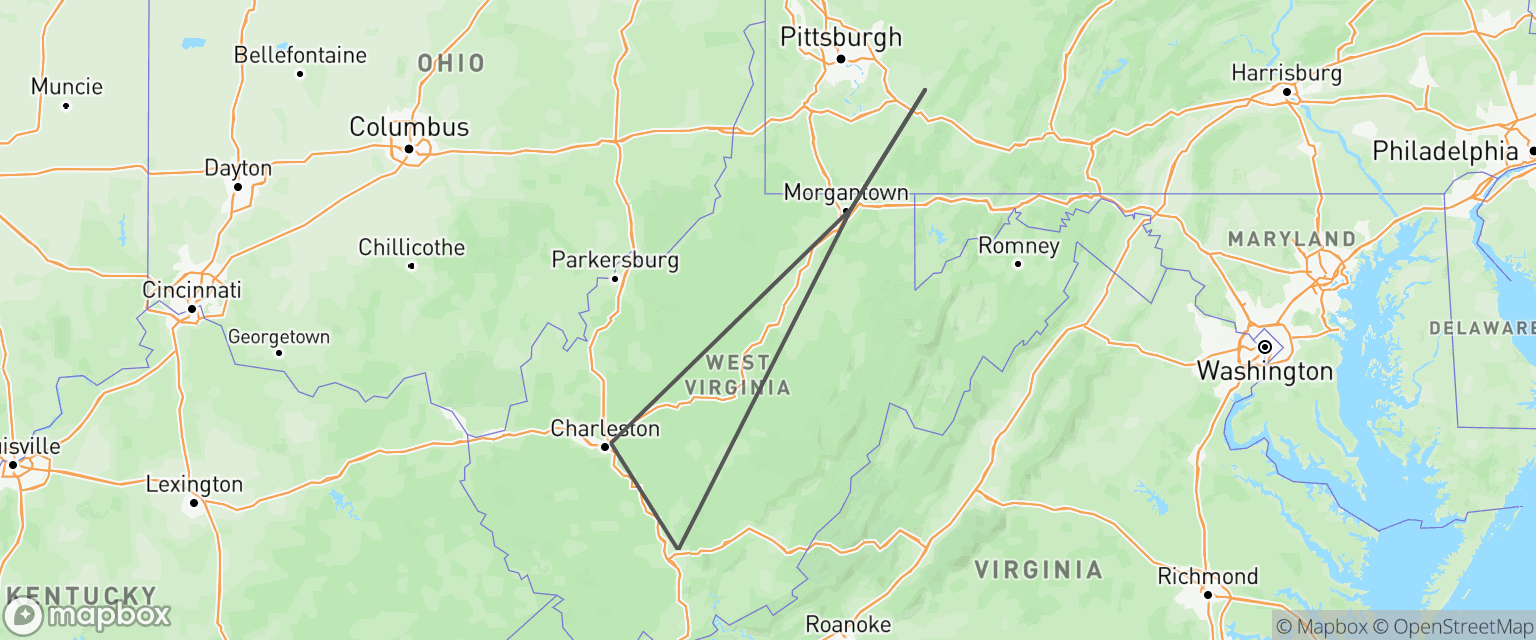 Pittsburgh
Bellefontaine
OHIO
Muncie
Harrisburg
Columbus
Philadelphia
Dayton
Morgantown
Chillicothe
Romney
MARYLAND
Parkersburg
Cincinnati
Georgetown
DELAWARE
WEST
VIRGINIA
Washington
Charleston
uisville
Lexington
VIRGINIA
Richmond
KENTUCKY
mapbox
Roanoke
© Mapbox © OpenStreetMap